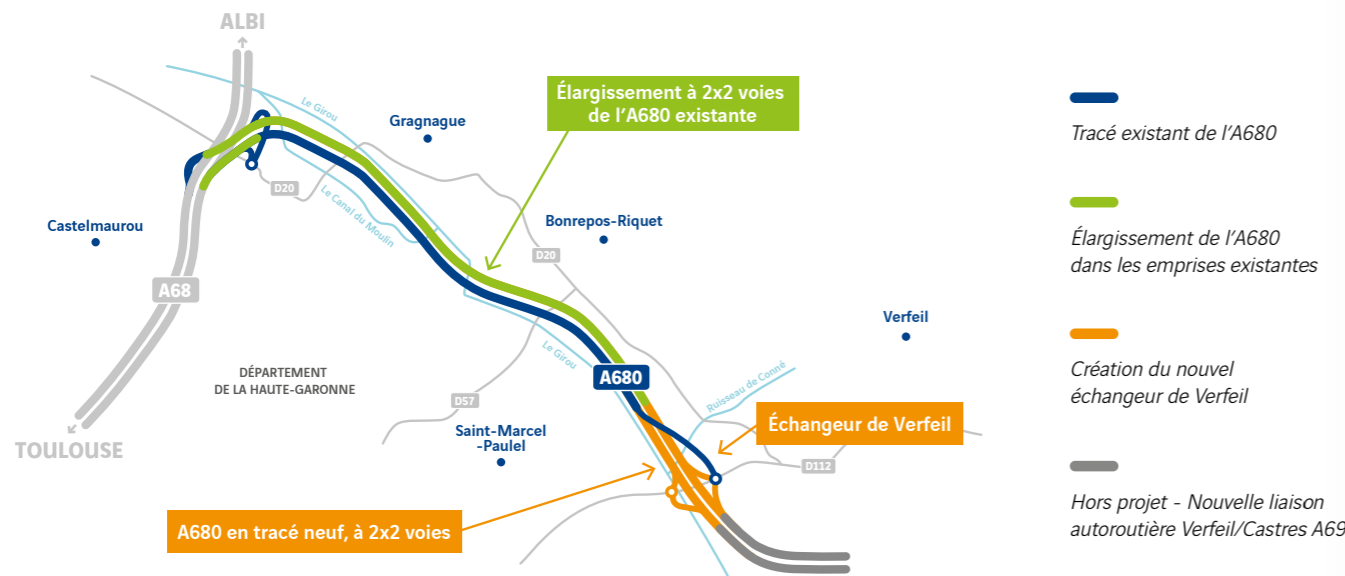 ALBI
Le Girou
Gragnague
Élargissement à 2x2 voies
de l'A680 existante
D20
Le Canal du Moulin
Castelmaurou
Bonrepos-Riquet
D20
A68
Verfeil
Le Girou
DÉPARTEMENT
DE LA HAUTE-GARONNE
A680
Ruisseau de Conné
D57
Saint-Marcel
-Paulel
Échangeur de Verfeil
TOULOUSE
D112
A680 en tracé neuf, à 2x2 voies
Tracé existant de l'A680
Élargissement de l'A680
dans les emprises existantes
Création du nouvel
échangeur de Verfeil
Hors projet - Nouvelle liaison
autoroutière Verfeil/Castres A69